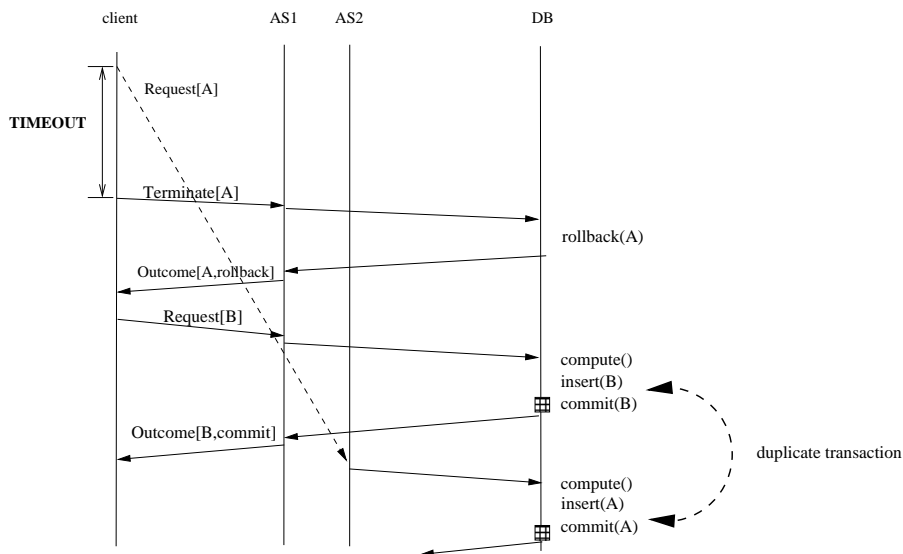 client AS1 AS2 DB
Request[A]
TIMEOUT
Terminate[A]
rollback(A)
Outcome[A,rollback]
Request[B]
compute()
insert(B)
commit(B)
Outcome[B,commit]
duplicate transaction
compute()
insert(A)
commit(A)